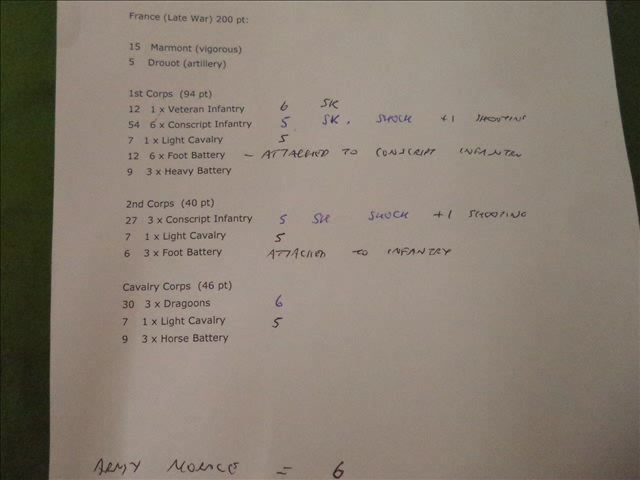 France (Late War) 200 pt:
15 Marmont (vigorous)
5 Drouot (artillery)
1st Corps (94 pt)
12 1 x Veteran Infantry 6 SK
54 6 x Conscript Infantry 5 SK. SHOCK +1 SHOOTING
7 1 x Light Cavalry 5
12 6 x Foot Battery - ATTACHED TO CONSCRIPT INFANTRY
9 3 x Heavy Battery
2nd Corps (40 pt)
27 3 x Conscript Infantry 5 SK SHOCK +1 SHOOTING
7 1 x Light Cavalry 5
6 3 x Foot Battery ATTACHED TO INFANTRY
Cavalry Corps (46 pt)
30 3 x Dragoons 6
7 1 x Light Cavalry 5
9 3 x Horse Battery
ARMY MORALE = 6